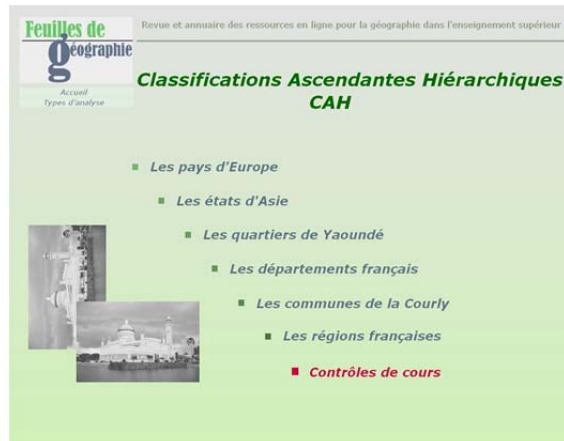 Feuilles de
géographie
Revue et annuaire des ressources en ligne pour la géographie dans l'enseignement supérieur
Accueil
Types d'analyse
Classifications Ascendantes Hiérarchiques
CAH
Les pays d'Europe
Les états d'Asie
Les quartiers de Yaoundé
Les départements français
Les communes de la Courly
Les régions françaises
Contrôles de cours